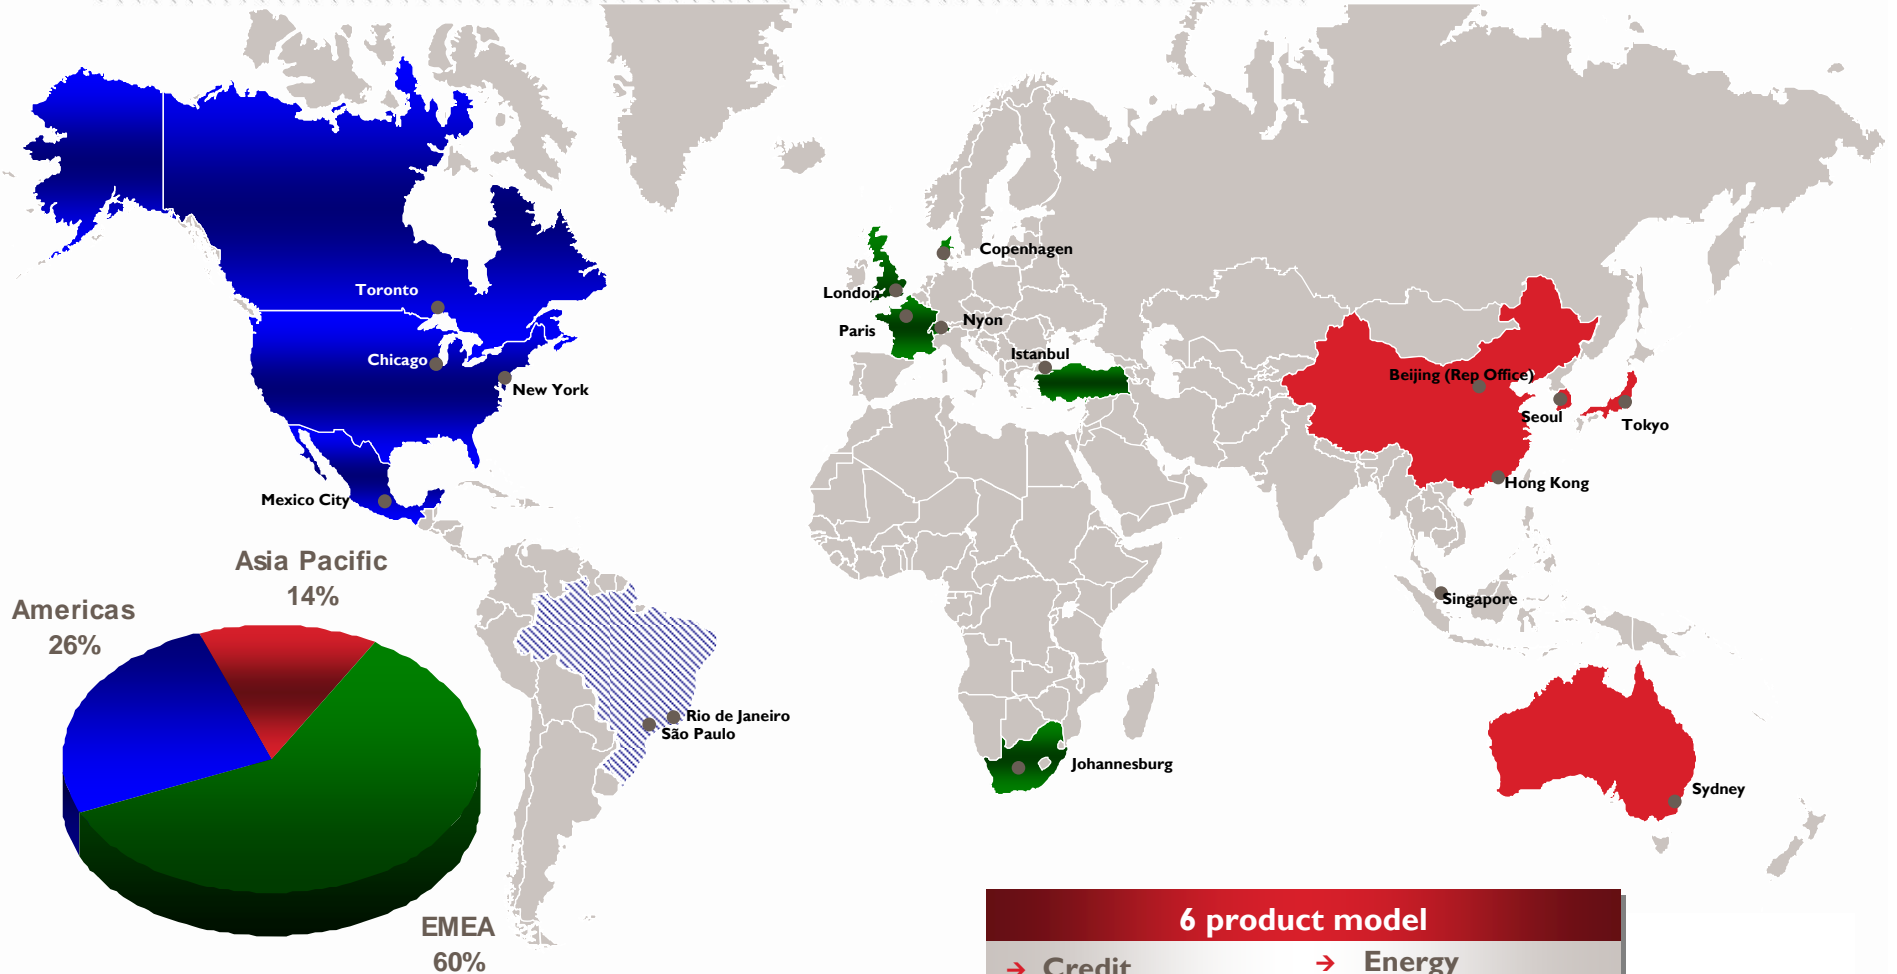 Copenhagen
Toronto
London
Paris
Nyon
Chicago
Istanbul
New York
Beijing (Rep Office)
Seoul
Tokyo
Mexico City
Hong Kong
Asia Pacific
14%
Americas
26%
Singapore
Rio de Janeiro
São Paulo
Johannesburg
Sydney
EMEA
60%
6 product model
→ Credit
→ Energy